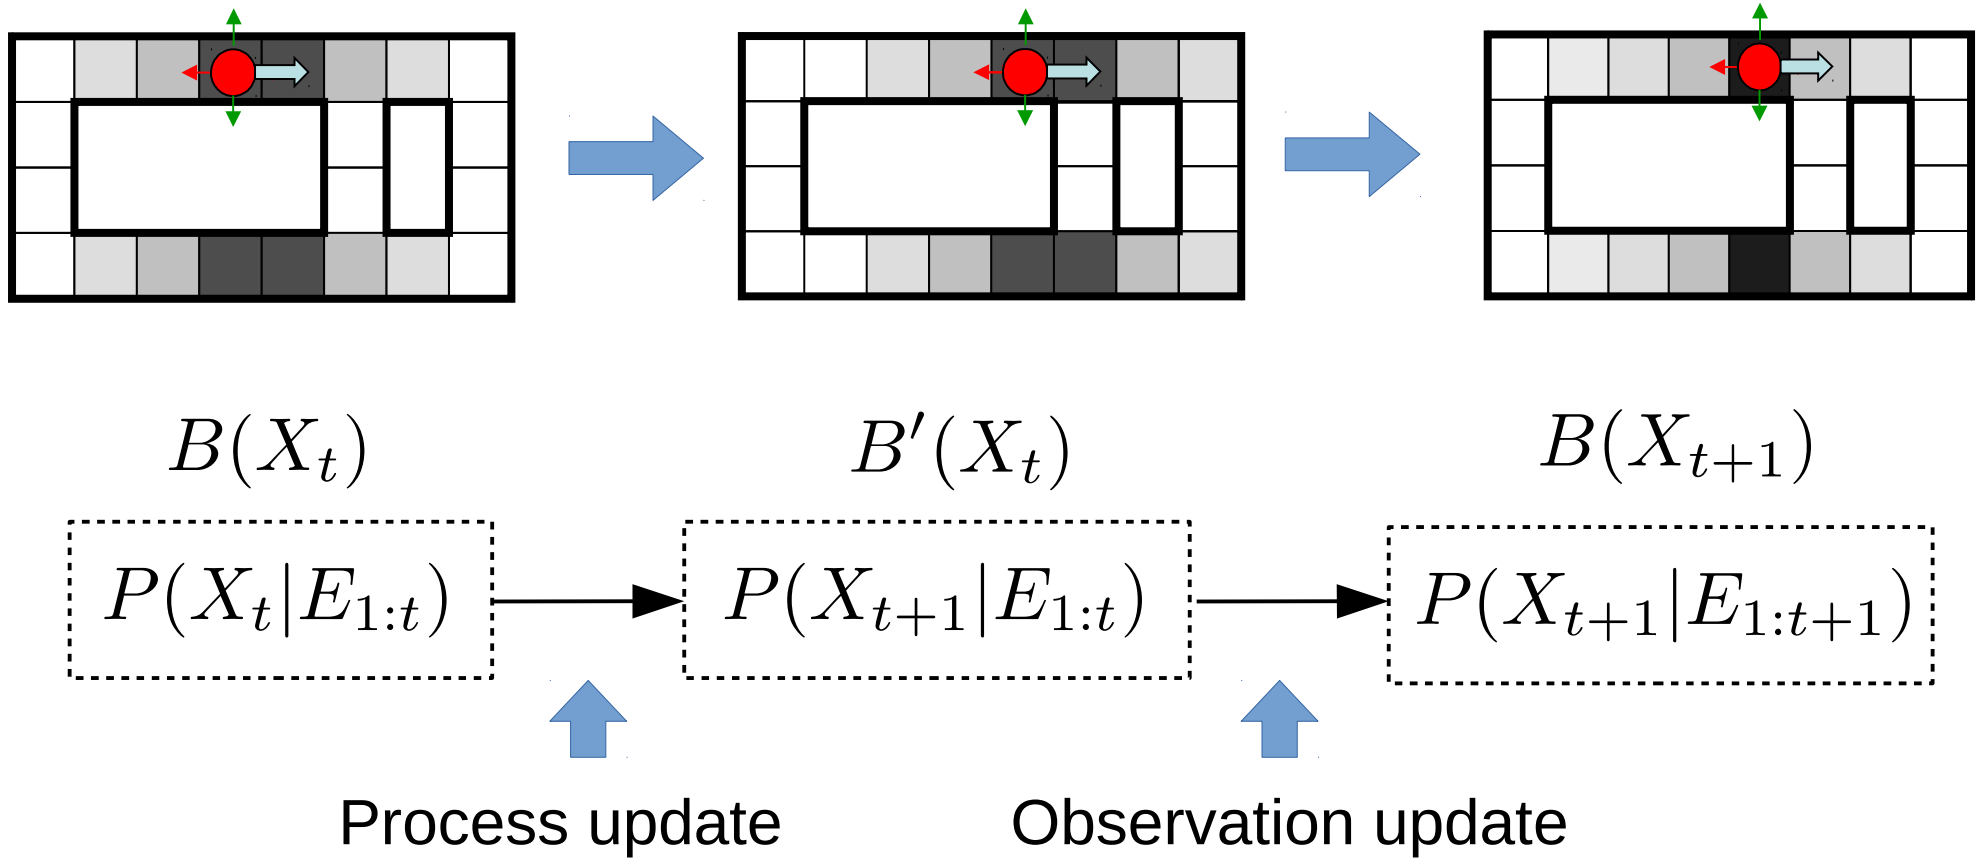 B(X_t) B′(X_t) B(X_{t+1})
P(X_t|E_{1:t}) P(X_{t+1}|E_{1:t}) P(X_{t+1}|E_{1:t+1})
Process update Observation update